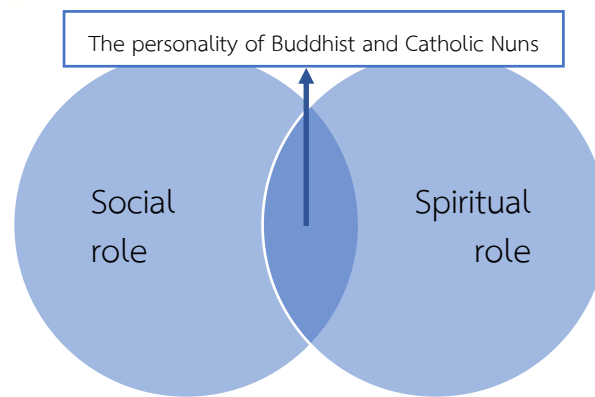 The personality of Buddhist and Catholic Nuns
Social
role
Spiritual
role